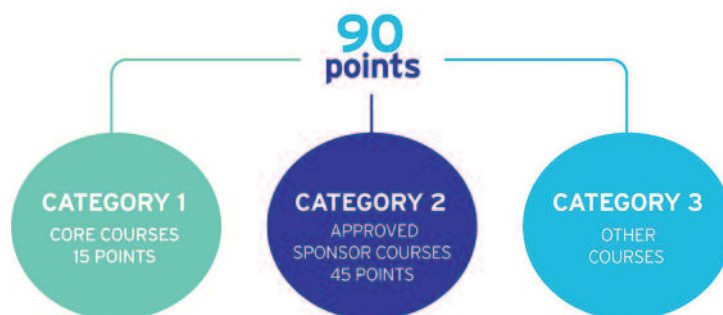 90
points
CATEGORY 1
CORE COURSES
15 POINTS
CATEGORY 2
APPROVED
SPONSOR COURSES
45 POINTS
CATEGORY 3
OTHER
COURSES